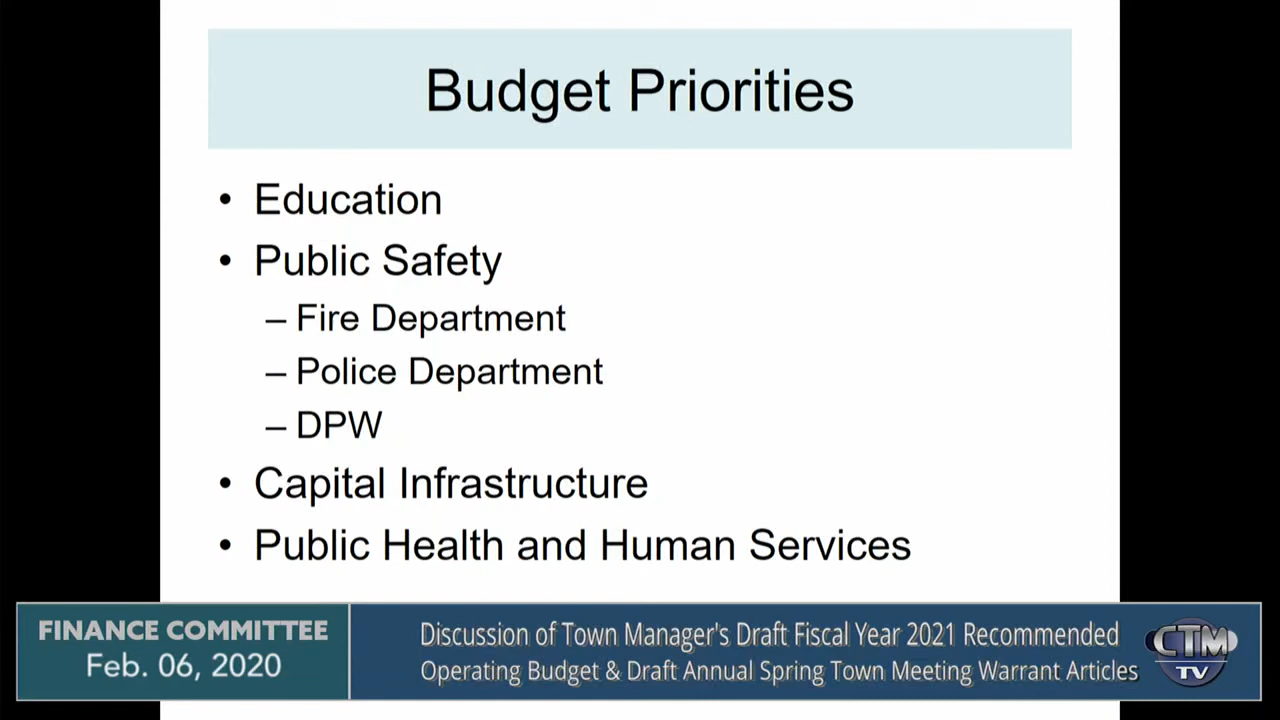 Budget Priorities
• Education
• Public Safety
– Fire Department
– Police Department
– DPW
• Capital Infrastructure
• Public Health and Human Services
FINANCE COMMITTEE
Feb. 06, 2020
Discussion of Town Manager's Draft Fiscal Year 2021 Recommended
Operating Budget & Draft Annual Spring Town Meeting Warrant Articles
CTM
TV